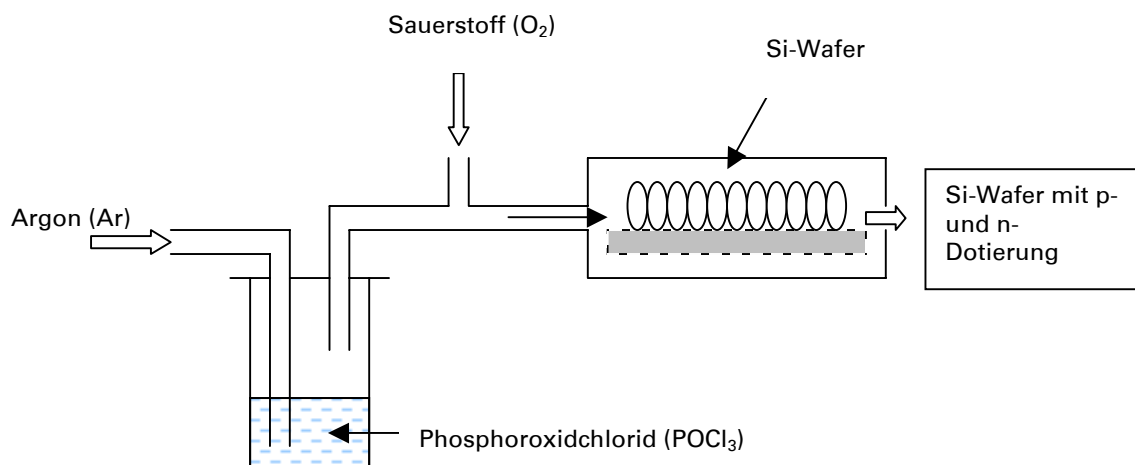 Sauerstoff (O₂)
Si-Wafer
Argon (Ar)
Si-Wafer mit p-
und n-
Dotierung
Phosphoroxidchlorid (POCl₃)